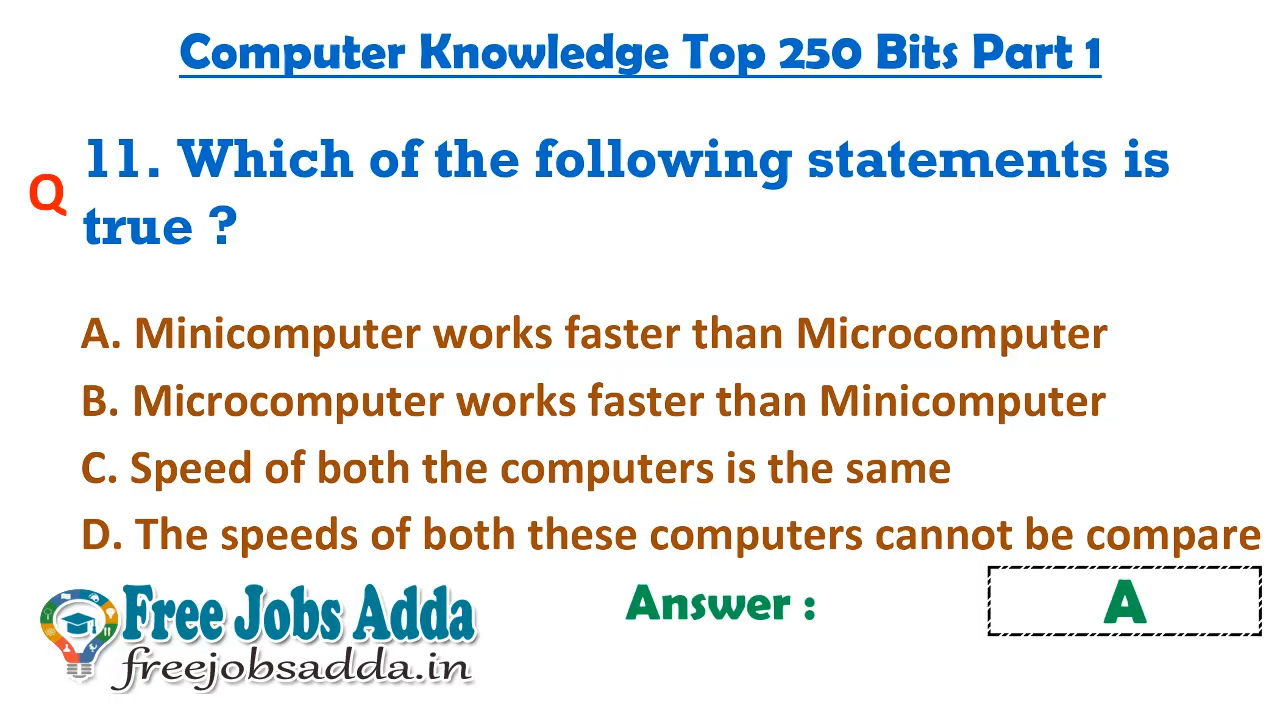 Computer Knowledge Top 250 Bits Part 1
Q
11. Which of the following statements is
true ?
A. Minicomputer works faster than Microcomputer
B. Microcomputer works faster than Minicomputer
C. Speed of both the computers is the same
D. The speeds of both these computers cannot be compare
Free Jobs Adda
freejobsadda.in
Answer :
A